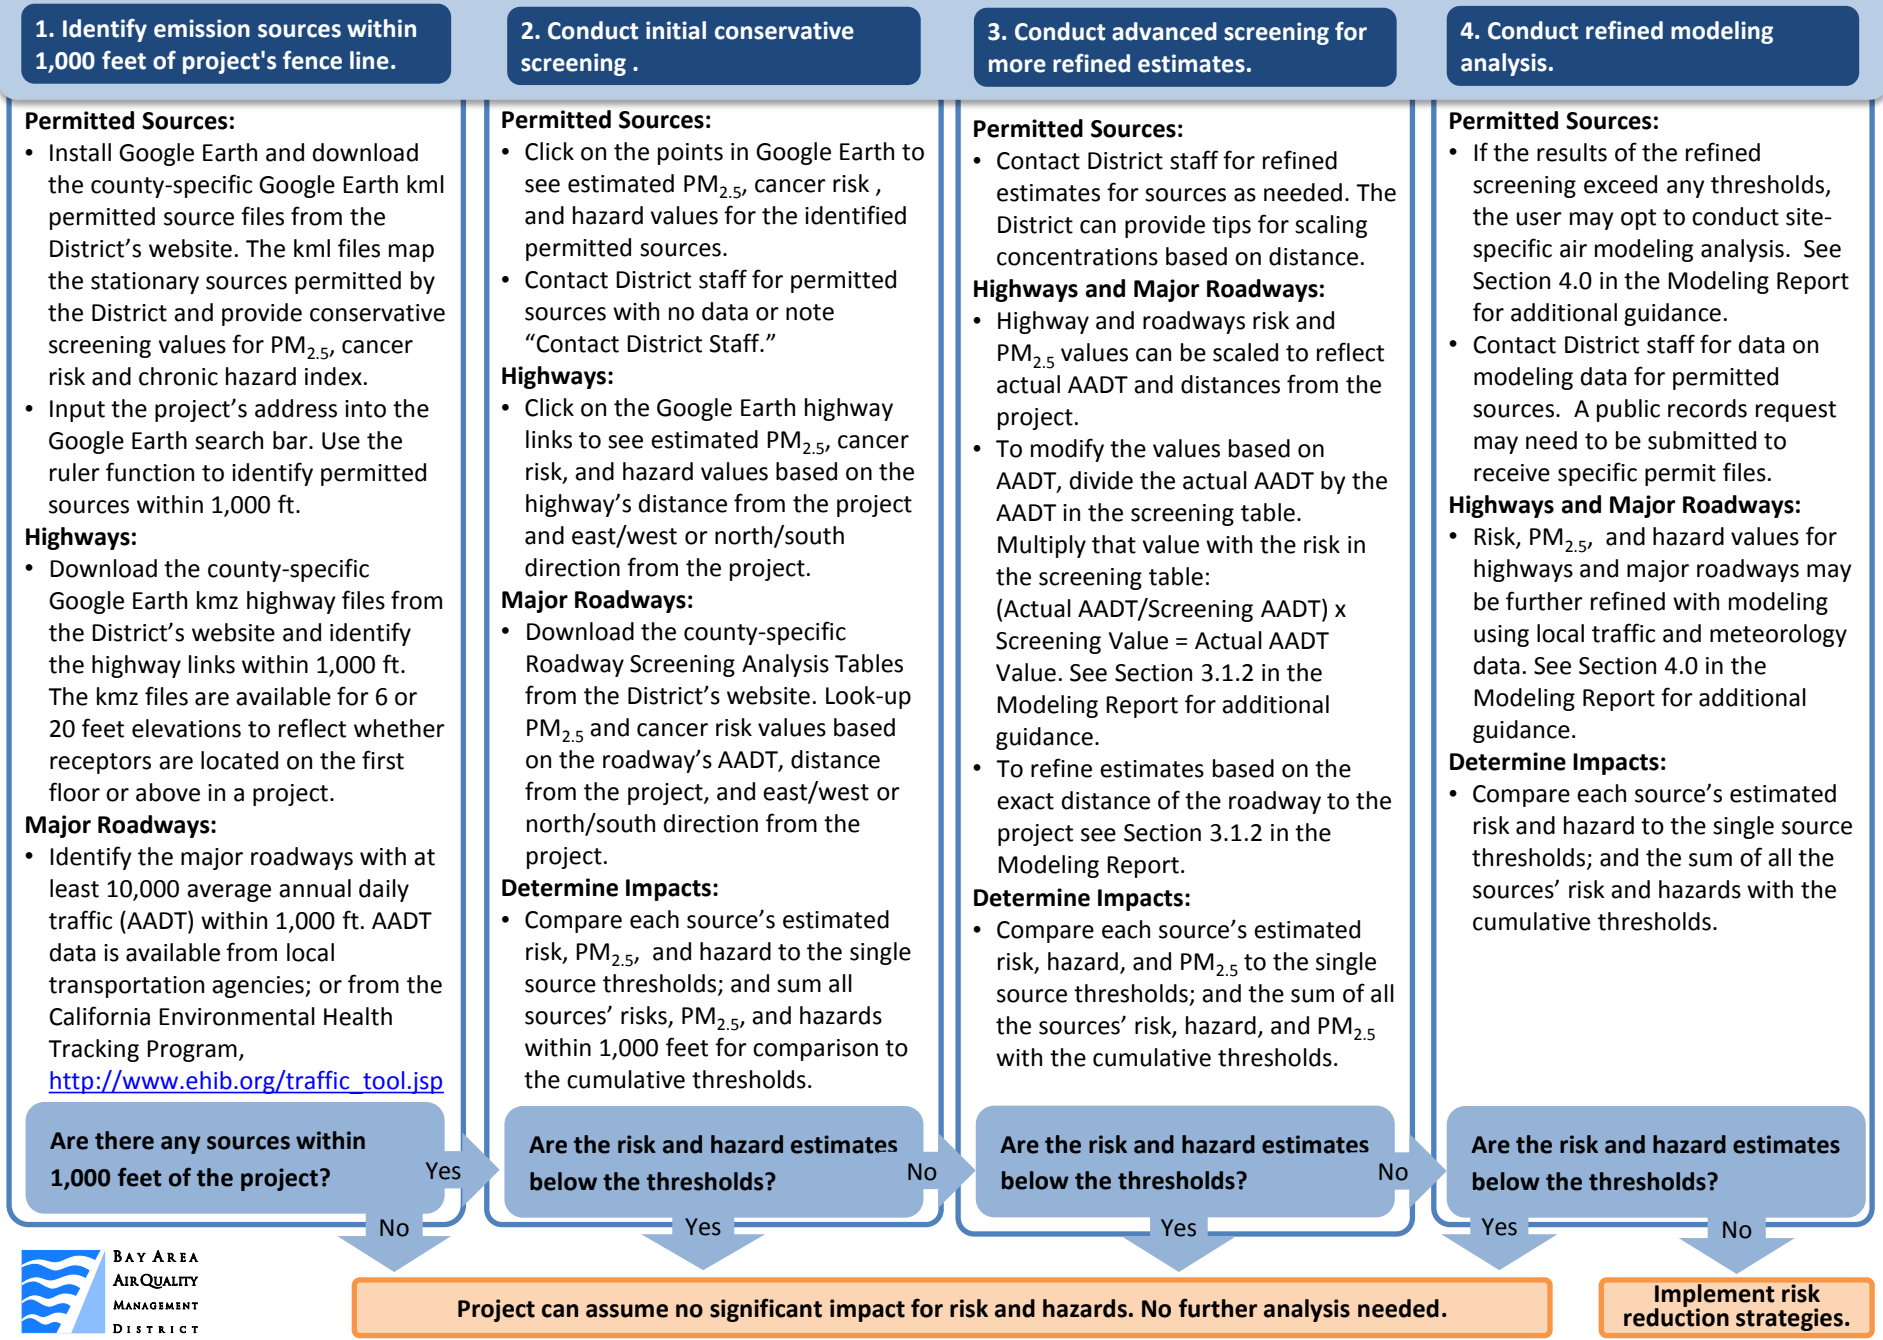 1. Identify emission sources within
1,000 feet of project's fence line.
Permitted Sources:
• Install Google Earth and download
the county-specific Google Earth kml
permitted source files from the
District’s website. The kml files map
the stationary sources permitted by
the District and provide conservative
screening values for PM2.5, cancer
risk and chronic hazard index.
• Input the project’s address into the
Google Earth search bar. Use the
ruler function to identify permitted
sources within 1,000 ft.
Highways:
• Download the county-specific
Google Earth kmz highway files from
the District’s website and identify
the highway links within 1,000 ft.
The kmz files are available for 6 or
20 feet elevations to reflect whether
receptors are located on the first
floor or above in a project.
Major Roadways:
• Identify the major roadways with at
least 10,000 average annual daily
traffic (AADT) within 1,000 ft. AADT
data is available from local
transportation agencies; or from the
California Environmental Health
Tracking Program,
http://www.ehib.org/traffic_tool.jsp
Are there any sources within
1,000 feet of the project?
Yes
No
2. Conduct initial conservative
screening .
Permitted Sources:
• Click on the points in Google Earth to
see estimated PM2.5, cancer risk ,
and hazard values for the identified
permitted sources.
• Contact District staff for permitted
sources with no data or note
“Contact District Staff.”
Highways:
• Click on the Google Earth highway
links to see estimated PM2.5, cancer
risk, and hazard values based on the
highway’s distance from the project
and east/west or north/south
direction from the project.
Major Roadways:
• Download the county-specific
Roadway Screening Analysis Tables
from the District’s website. Look-up
PM2.5 and cancer risk values based
on the roadway’s AADT, distance
from the project, and east/west or
north/south direction from the
project.
Determine Impacts:
• Compare each source’s estimated
risk, PM2.5, and hazard to the single
source thresholds; and sum all
sources’ risks, PM2.5, and hazards
within 1,000 feet for comparison to
the cumulative thresholds.
Are the risk and hazard estimates
below the thresholds?
No
Yes
3. Conduct advanced screening for
more refined estimates.
Permitted Sources:
• Contact District staff for refined
estimates for sources as needed. The
District can provide tips for scaling
concentrations based on distance.
Highways and Major Roadways:
• Highway and roadways risk and
PM2.5 values can be scaled to reflect
actual AADT and distances from the
project.
• To modify the values based on
AADT, divide the actual AADT by the
AADT in the screening table.
Multiply that value with the risk in
the screening table:
(Actual AADT/Screening AADT) x
Screening Value = Actual AADT
Value. See Section 3.1.2 in the
Modeling Report for additional
guidance.
• To refine estimates based on the
exact distance of the roadway to the
project see Section 3.1.2 in the
Modeling Report.
Determine Impacts:
• Compare each source’s estimated
risk, hazard, and PM2.5 to the single
source thresholds; and the sum of all
the sources’ risk, hazard, and PM2.5
with the cumulative thresholds.
Are the risk and hazard estimates
below the thresholds?
No
Yes
4. Conduct refined modeling
analysis.
Permitted Sources:
• If the results of the refined
screening exceed any thresholds,
the user may opt to conduct site-
specific air modeling analysis. See
Section 4.0 in the Modeling Report
for additional guidance.
• Contact District staff for data on
modeling data for permitted
sources. A public records request
may need to be submitted to
receive specific permit files.
Highways and Major Roadways:
• Risk, PM2.5, and hazard values for
highways and major roadways may
be further refined with modeling
using local traffic and meteorology
data. See Section 4.0 in the
Modeling Report for additional
guidance.
Determine Impacts:
• Compare each source’s estimated
risk and hazard to the single source
thresholds; and the sum of all the
sources’ risk and hazards with the
cumulative thresholds.
Are the risk and hazard estimates
below the thresholds?
Yes
No
BAY AREA
AIR QUALITY
MANAGEMENT
DISTRICT
Project can assume no significant impact for risk and hazards. No further analysis needed.
Implement risk
reduction strategies.